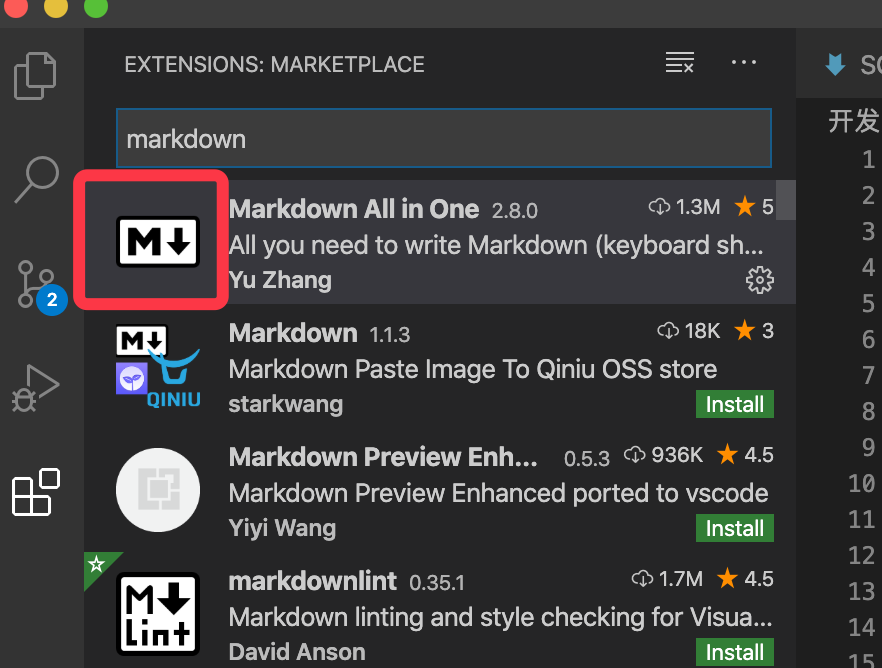 EXTENSIONS: MARKETPLACE
SC
markdown
开发
Markdown All in One 2.8.0 1.3M 5
All you need to write Markdown (keyboard sh...
Yu Zhang
2
Markdown 1.1.3 18K 3
Markdown Paste Image To Qiniu OSS store
starkwang
Install
M
QINIU
Markdown Preview Enh... 0.5.3 936K 4.5
Markdown Preview Enhanced ported to vscode
Yiyi Wang
Install
markdownlint 0.35.1 1.7M 4.5
Markdown linting and style checking for Visua...
David Anson
Install
M
M
Lint
1
2
3
4
5
6
7
8
9
10
11
12
13
14
15